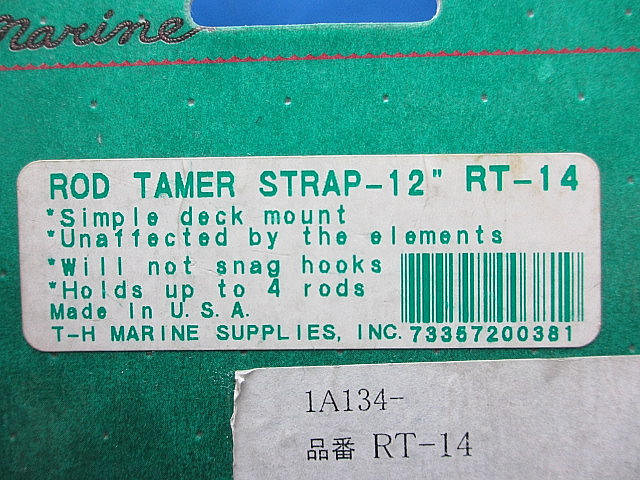 marine
ROD TAMER STRAP-12" RT-14
*Simple deck mount
*Unaffected by the elements
*Will not snag hooks
*Holds up to 4 rods
Made in U.S.A.
T-H MARINE SUPPLIES, INC. 73357200381
1A134-
品番 RT-14